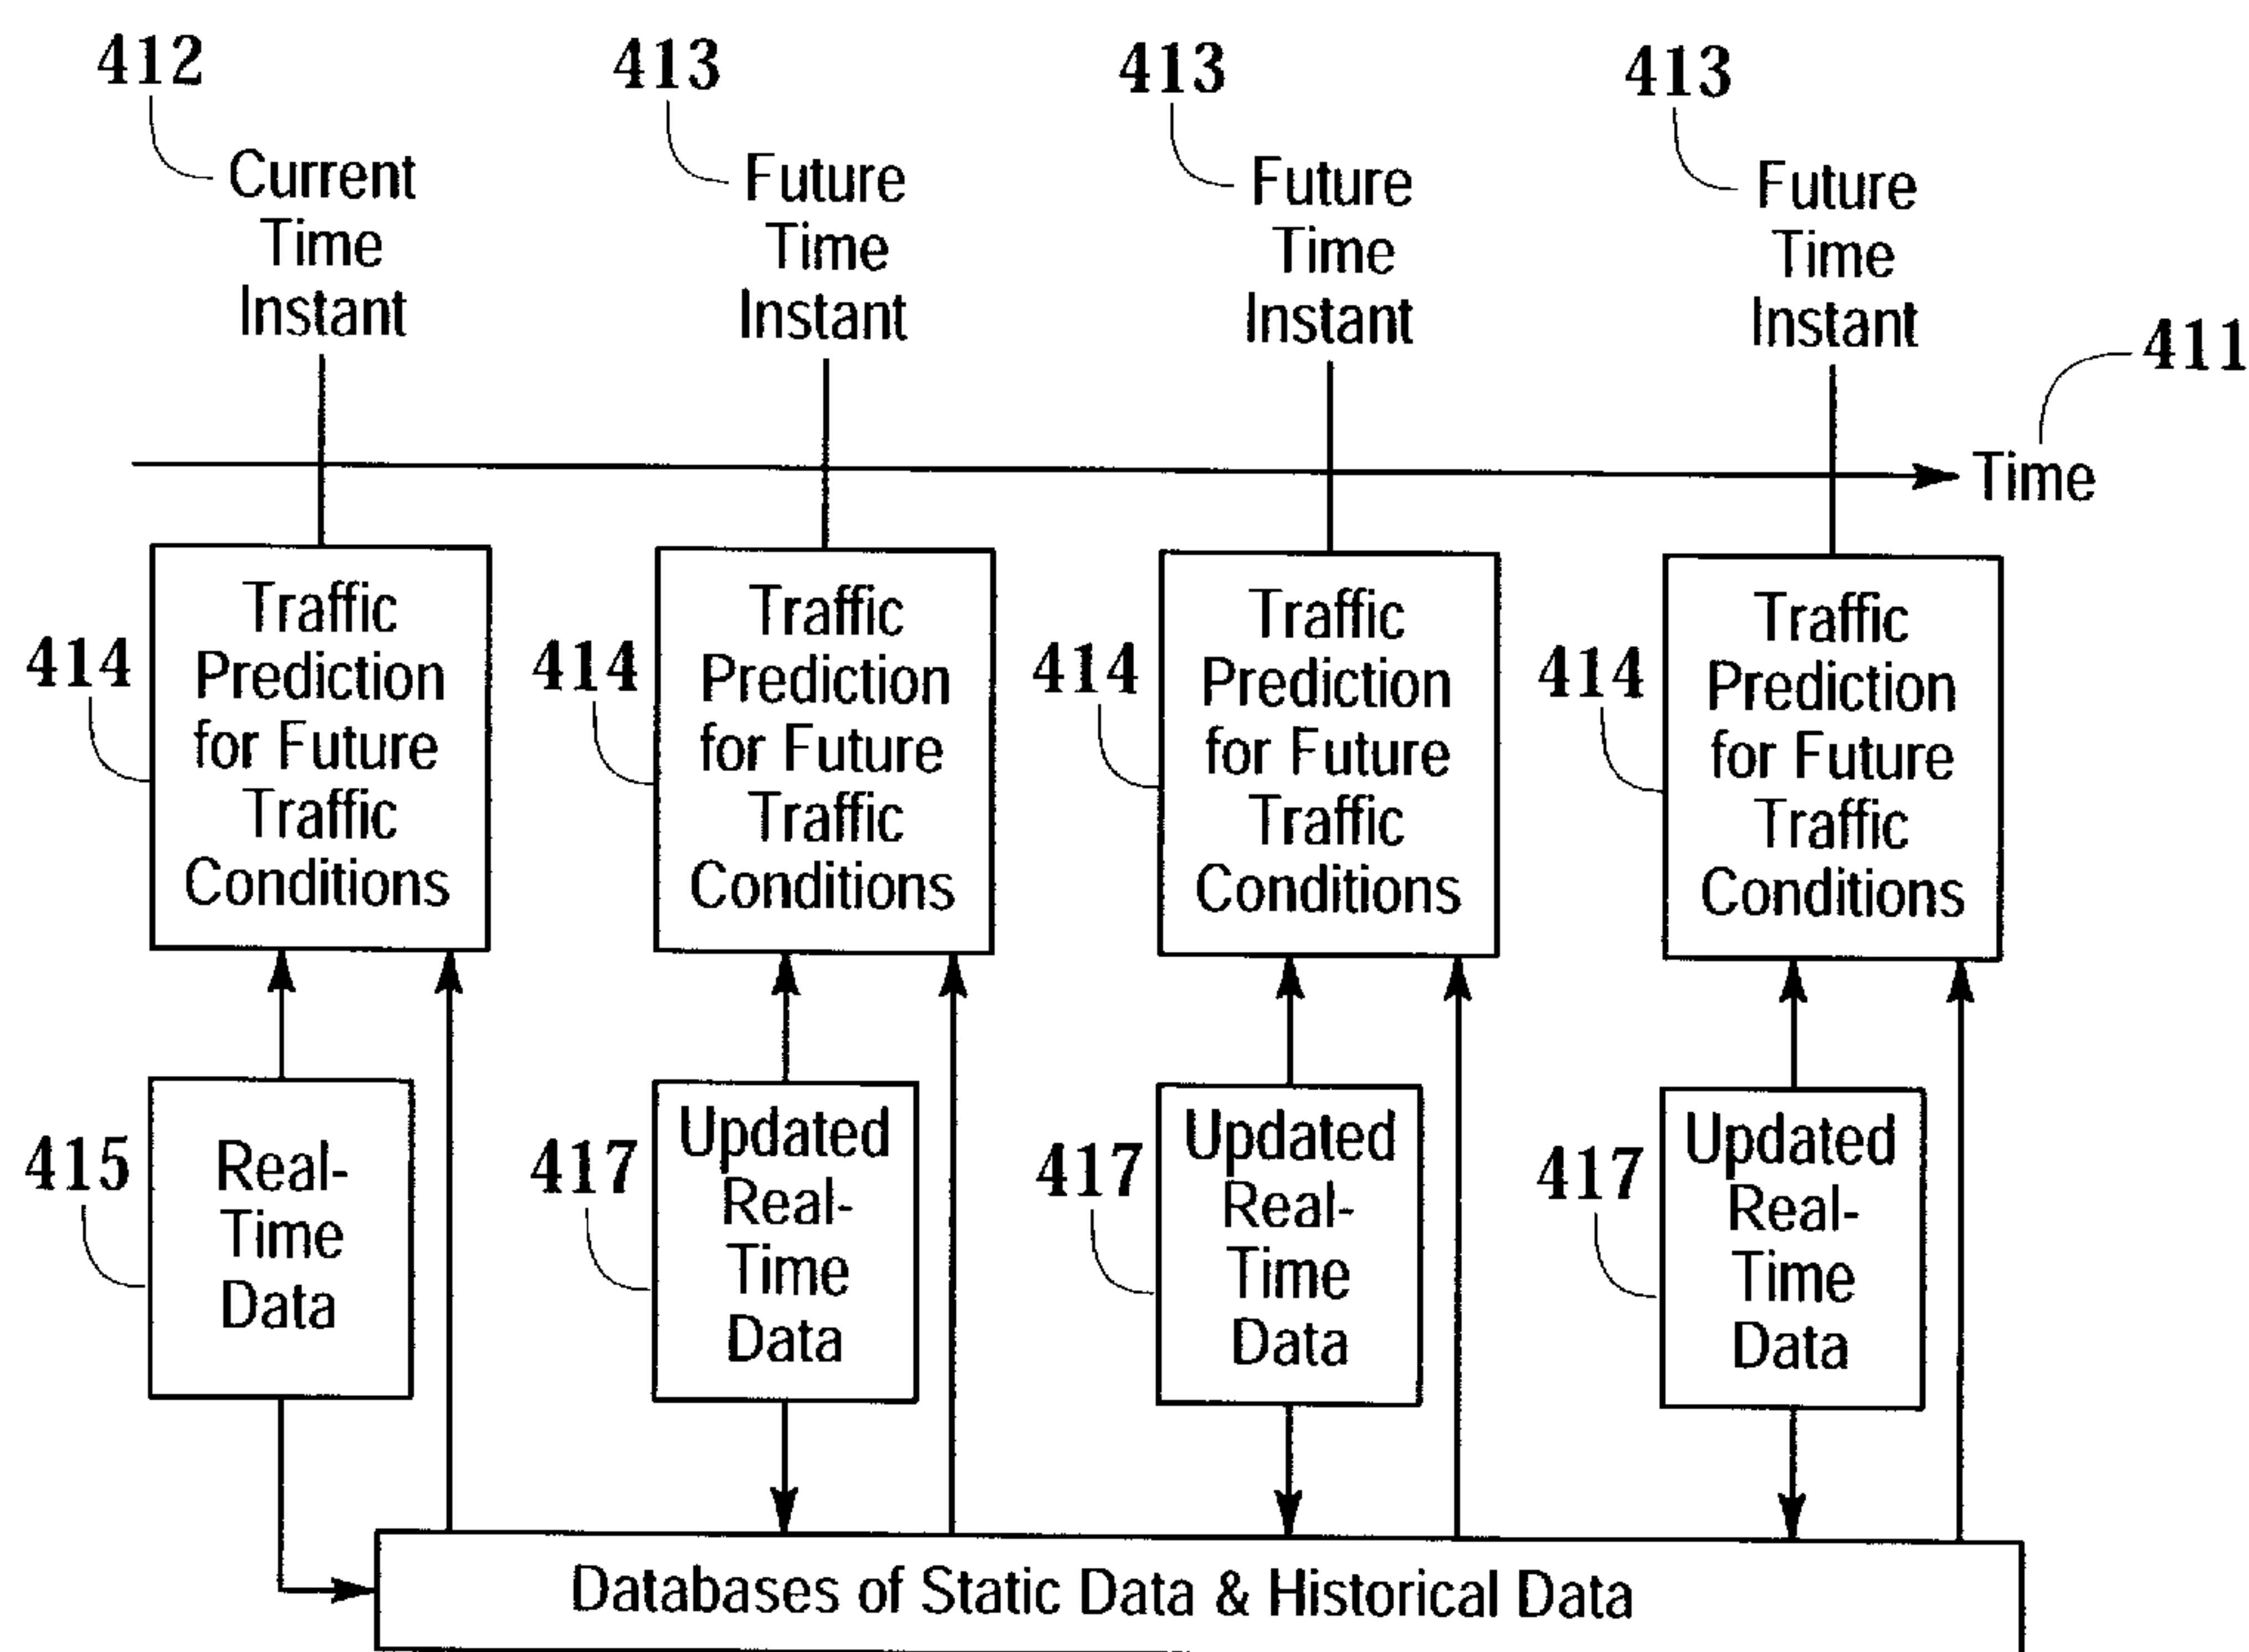 412
413
413
413
Current
Time
Instant
Future
Time
Instant
Future
Time
Instant
Future
Time
Instant
411
Time
414
Traffic
Prediction
for Future
Traffic
Conditions
414
Traffic
Prediction
for Future
Traffic
Conditions
414
Traffic
Prediction
for Future
Traffic
Conditions
414
Traffic
Prediction
for Future
Traffic
Conditions
415
Real-
Time
Data
417
Updated
Real-
Time
Data
417
Updated
Real-
Time
Data
417
Updated
Real-
Time
Data
Databases of Static Data & Historical Data